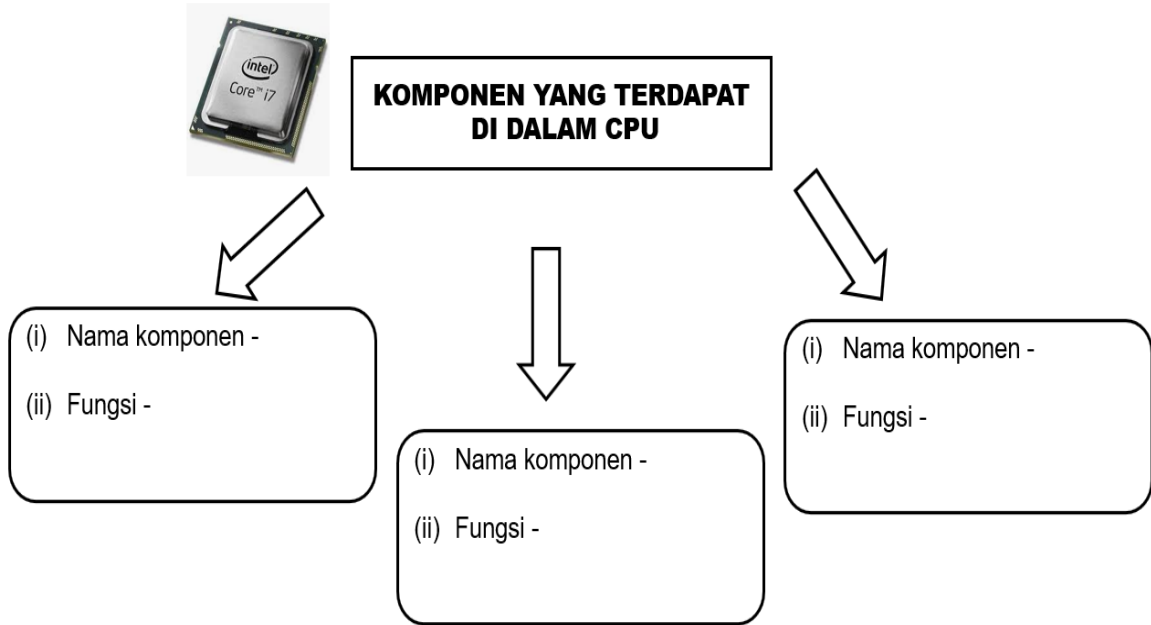 intel
Core™ i7
KOMPONEN YANG TERDAPAT
DI DALAM CPU
(i) Nama komponen -
(ii) Fungsi -
(i) Nama komponen -
(ii) Fungsi -
(i) Nama komponen -
(ii) Fungsi -